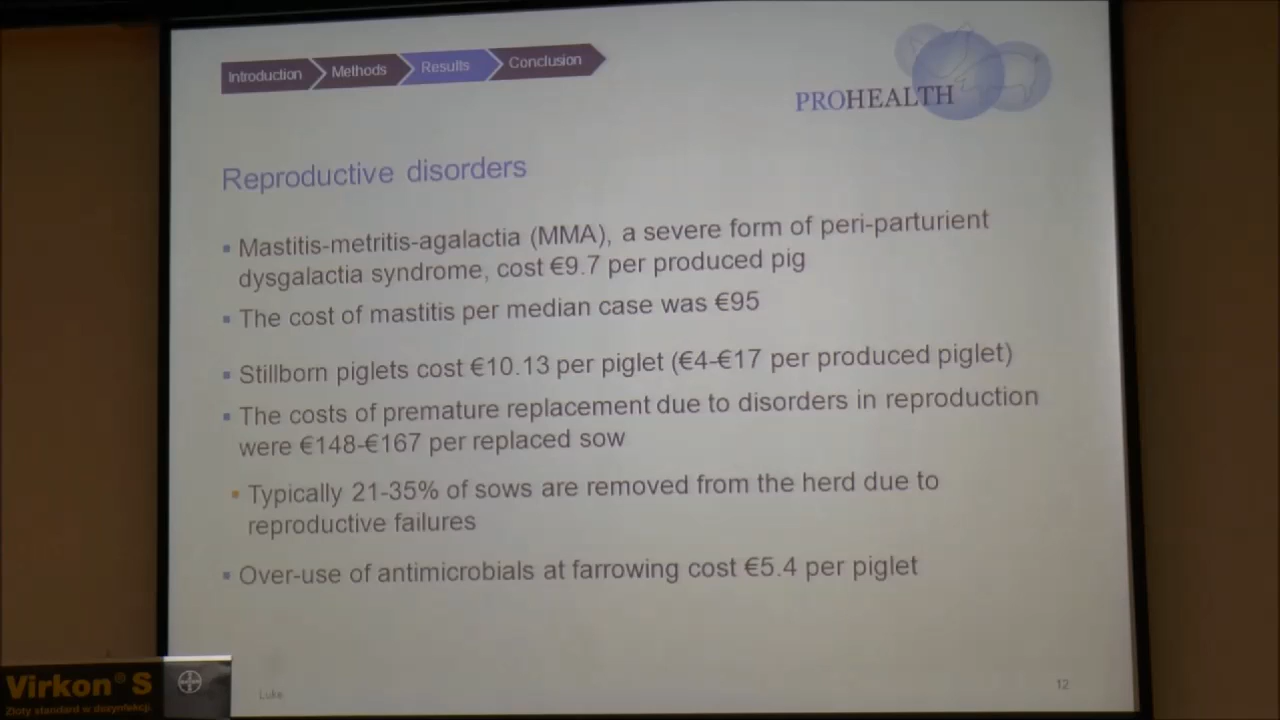 Introduction
Methods
Results
Conclusion
PROHEALTH
Reproductive disorders
▪ Mastitis-metritis-agalactia (MMA), a severe form of peri-parturient
dysgalactia syndrome, cost €9.7 per produced pig
▪ The cost of mastitis per median case was €95
▪ Stillborn piglets cost €10.13 per piglet (€4-€17 per produced piglet)
▪ The costs of premature replacement due to disorders in reproduction
were €148-€167 per replaced sow
▪ Typically 21-35% of sows are removed from the herd due to
reproductive failures
▪ Over-use of antimicrobials at farrowing cost €5.4 per piglet
Luke
12
Virkon® S
Złoty standard w dezynfekcji.